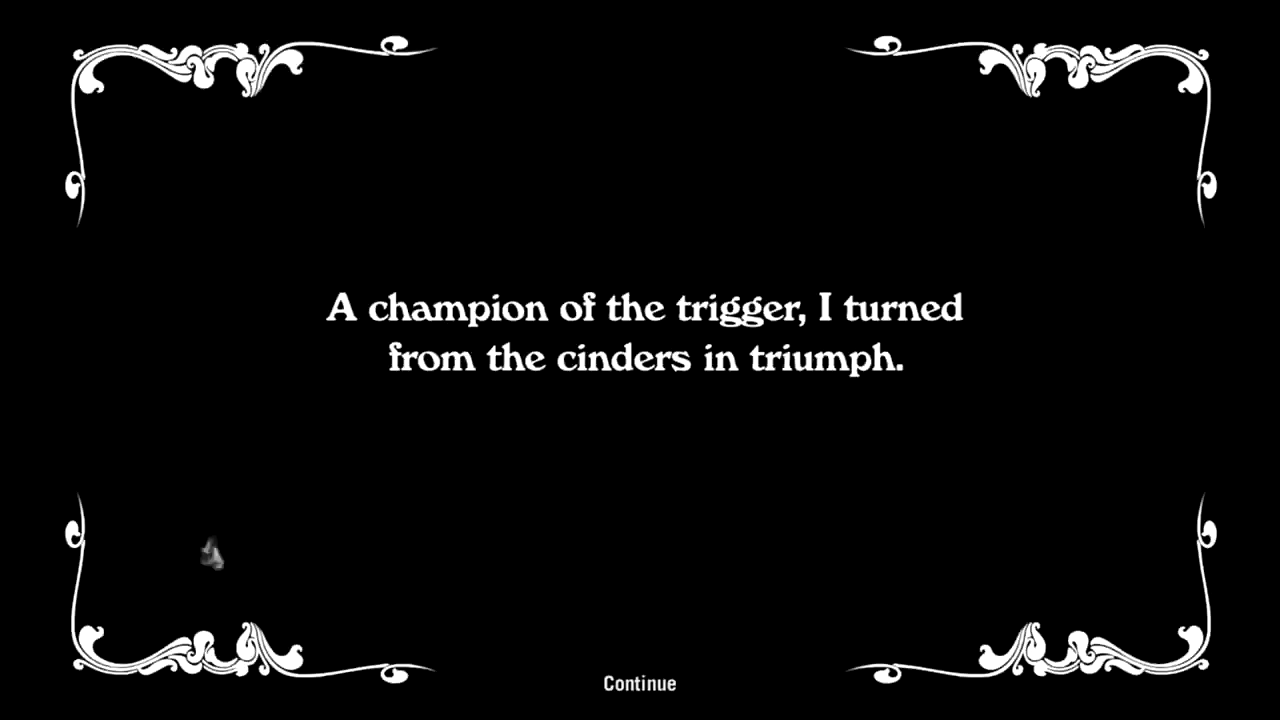 A champion of the trigger, I turned
from the cinders in triumph.
Continue